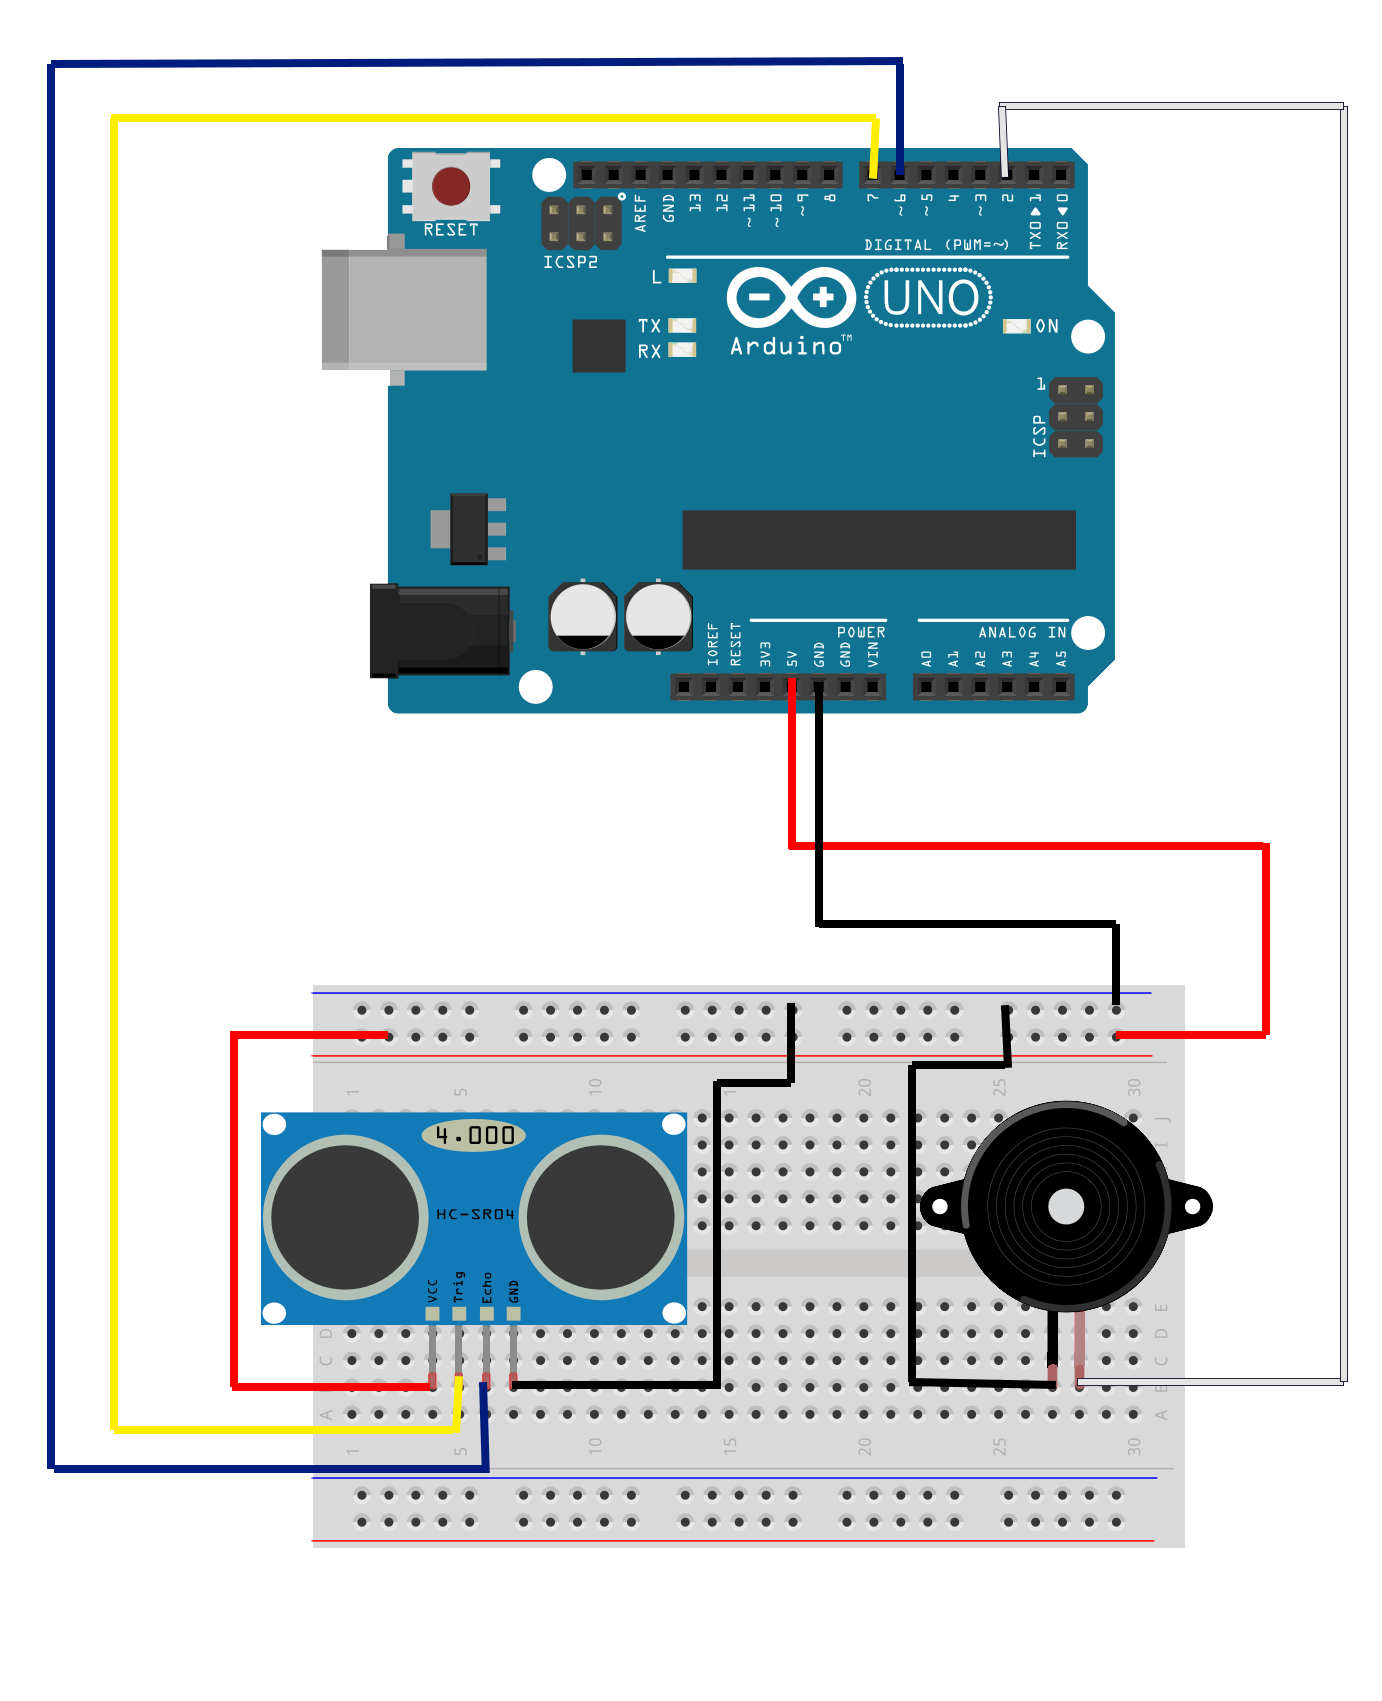 RESET
ICSP2
AREF
GND
13
12
~11
~10
~9
8
7
~6
~5
4
~3
2
TX0▶1
RX0◀0
DIGITAL (PWM=~)
L
TX
RX
Arduino™
UNO
ON
1
ICSP
POWER
ANALOG IN
IOREF
RESET
3V3
5V
GND
GND
VIN
A0
A1
A2
A3
A4
A5
1
5
10
20
25
30
J
I
4.000
HC-SR04
VCC
Trig
Echo
GND
E
D
D
C
C
B
A
A
1
5
10
15
20
25
30